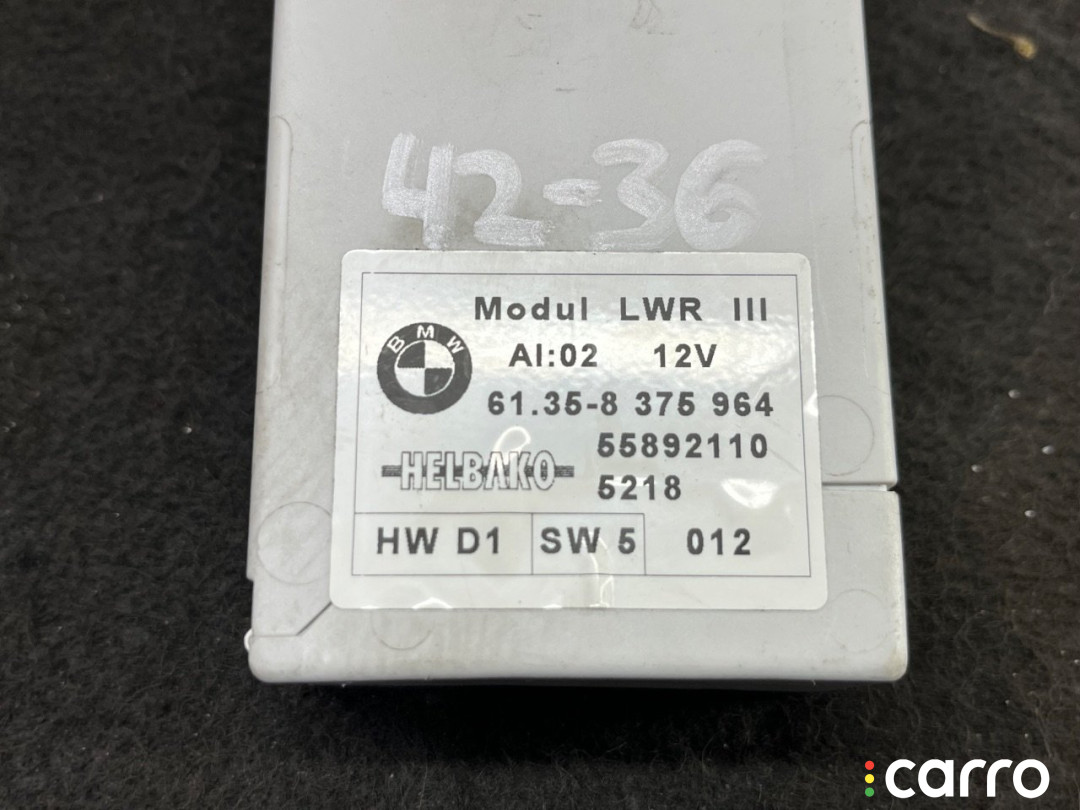 42-36
Modul LWR III
BMW
AI:02 12V
61.35-8 375 964
55892110
HELBAKO
5218
HW D1 SW 5 012
carro